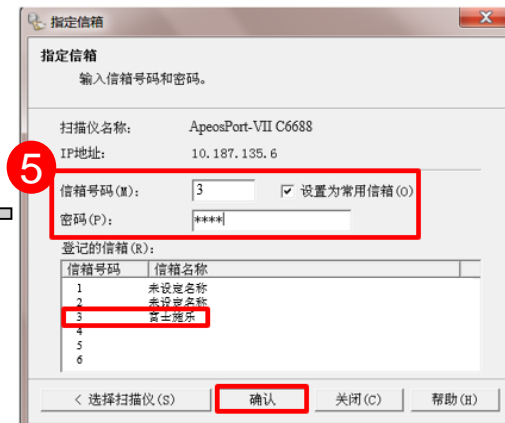 指定信箱
指定信箱
输入信箱号码和密码。
扫描仪名称: ApeosPort-VII C6688
IP地址: 10.187.135.6
5
信箱号码(M): 3 设置为常用信箱(O)
密码(P): ****
登记的信箱(R):
信箱号码 信箱名称
1 未设定名称
2 未设定名称
3 富士施乐
4
5
6
< 选择扫描仪(S) 确认 关闭(C) 帮助(H)